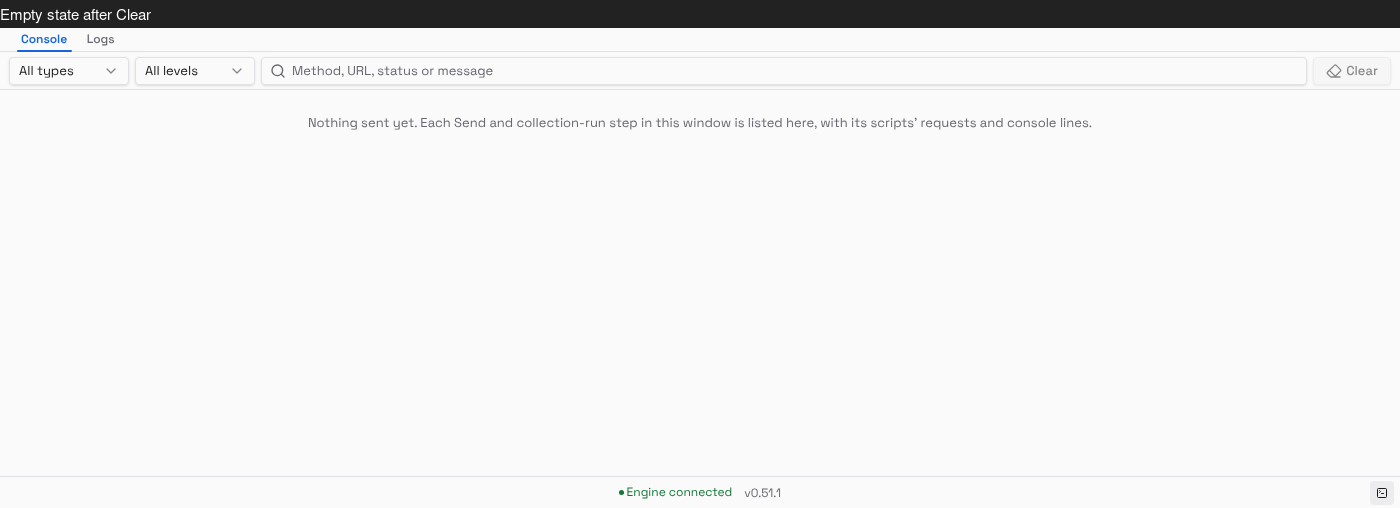 Empty state after Clear
Console Logs
All types All levels Method, URL, status or message Clear
Nothing sent yet. Each Send and collection-run step in this window is listed here, with its scripts' requests and console lines.
Engine connected v0.51.1